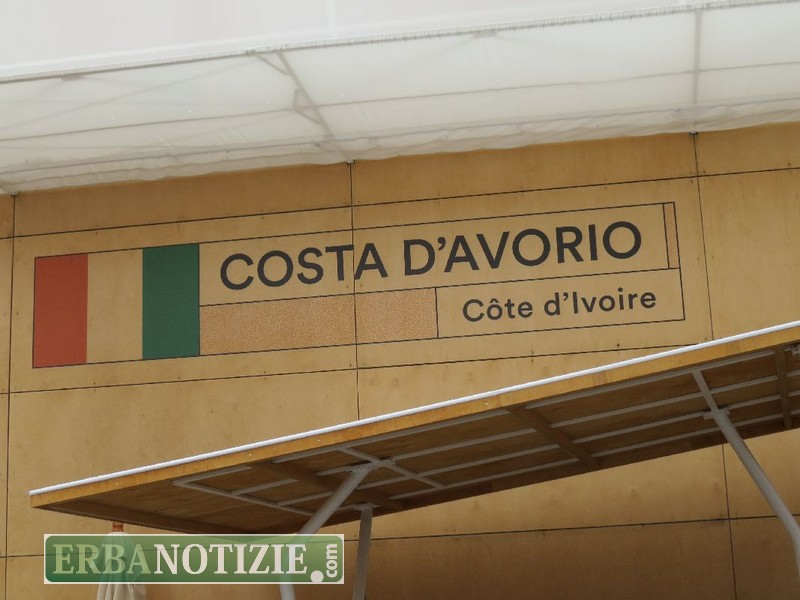 COSTA D'AVORIO
Côte d'Ivoire
ERBANOTIZIE.com